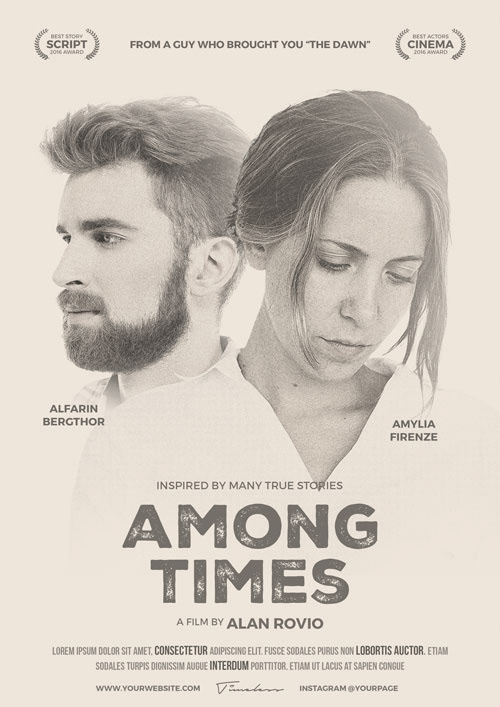 BEST STORY
SCRIPT
2016 AWARD
FROM A GUY WHO BROUGHT YOU “THE DAWN”
BEST ACTORS
CINEMA
2016 AWARD
ALFARIN
BERGTHOR
AMYLIA
FIRENZE
INSPIRED BY MANY TRUE STORIES
AMONG
TIMES
A FILM BY ALAN ROVIO
LOREM IPSUM DOLOR SIT AMET, CONSECTETUR ADIPISCING ELIT. FUSCE SODALES PURUS NON LOBORTIS AUCTOR. ETIAM
SODALES TURPIS DIGNISSIM AUGUE INTERDUM PORTTITOR. ETIAM UT LACUS AT SAPIEN CONGUE
WWW.YOURWEBSITE.COM Timeless INSTAGRAM @YOURPAGE